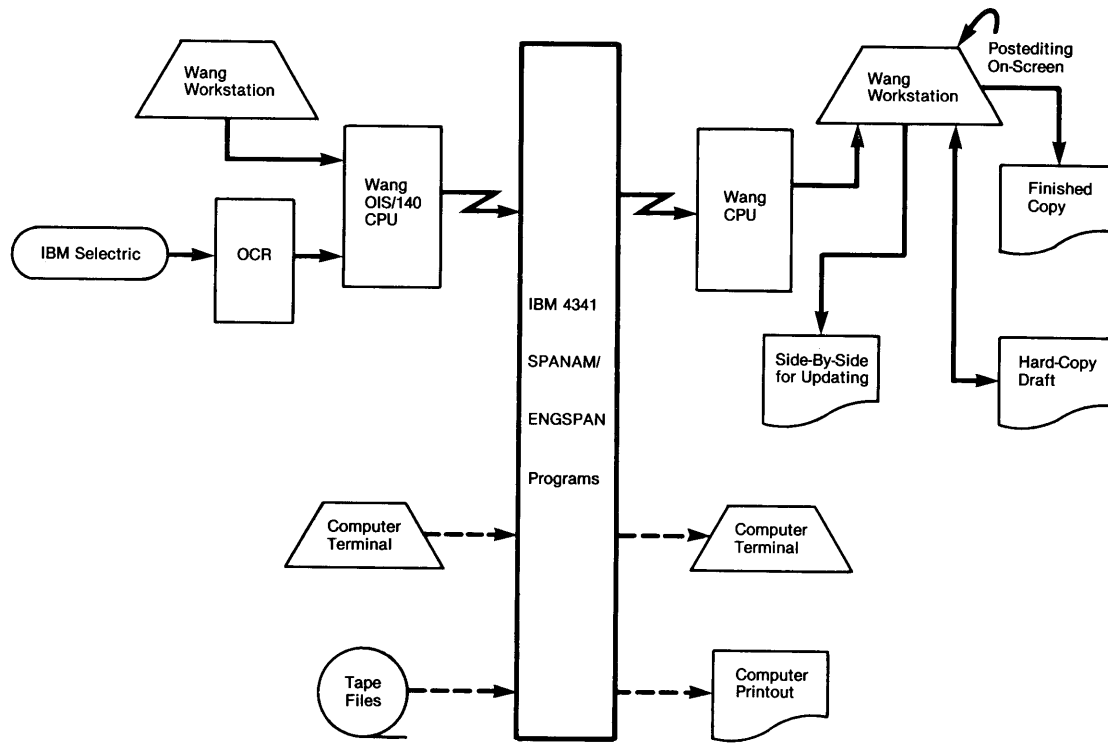 Wang
Workstation
IBM Selectric
OCR
Wang
OIS/140
CPU
IBM 4341
SPANAM/
ENGSPAN
Programs
Computer
Terminal
Tape
Files
Wang
CPU
Wang
Workstation
Postediting
On-Screen
Finished
Copy
Side-By-Side
for Updating
Hard-Copy
Draft
Computer
Terminal
Computer
Printout